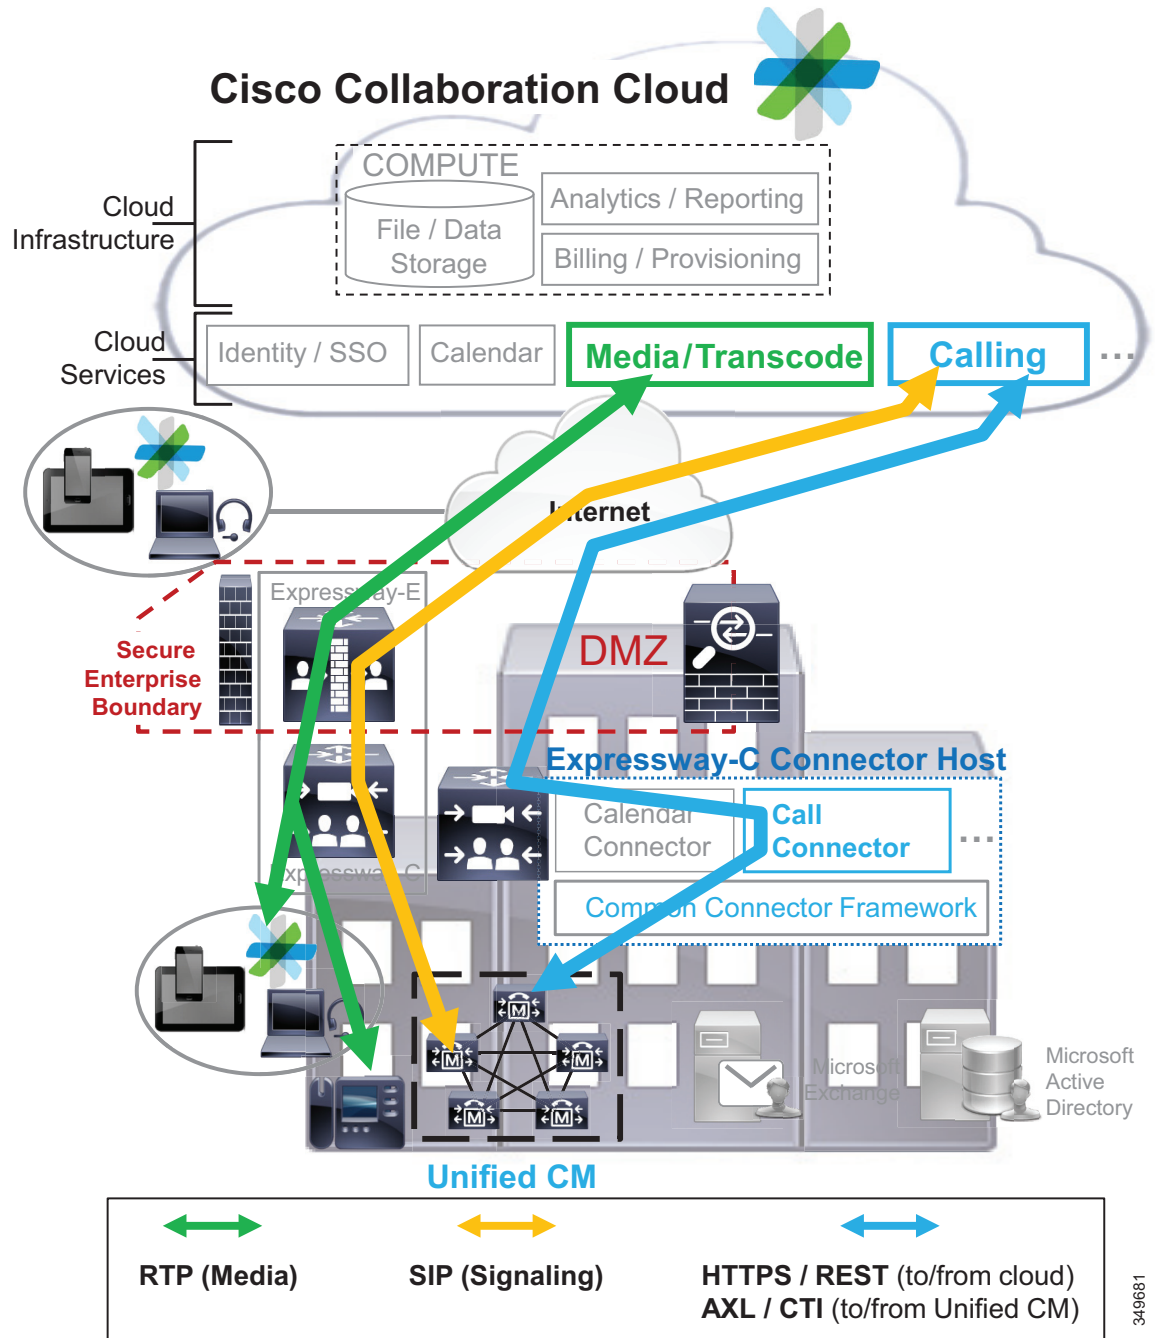 Cisco Collaboration Cloud
Cloud
Infrastructure
COMPUTE
File / Data
Storage
Analytics / Reporting
Billing / Provisioning
Cloud
Services
Identity / SSO
Calendar
Media/Transcode
Calling
...
Internet
Expressway-E
Secure
Enterprise
Boundary
DMZ
Expressway-C Connector Host
Calendar
Connector
Call
Connector
...
Common Connector Framework
Expressway-C
M
M
M
M
M
Microsoft
Exchange
Microsoft
Active
Directory
Unified CM
RTP (Media)
SIP (Signaling)
HTTPS / REST (to/from cloud)
AXL / CTI (to/from Unified CM)
349681